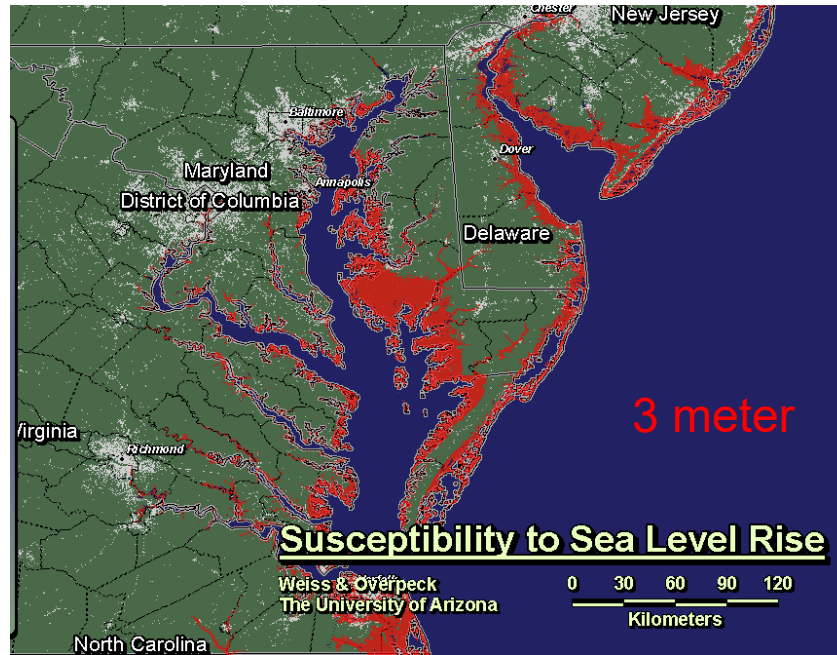 Chester
New Jersey
Baltimore
Dover
Maryland
Annapolis
District of Columbia
Delaware
3 meter
Virginia
Richmond
Susceptibility to Sea Level Rise
Weiss & Overpeck
The University of Arizona
0 30 60 90 120
Kilometers
North Carolina